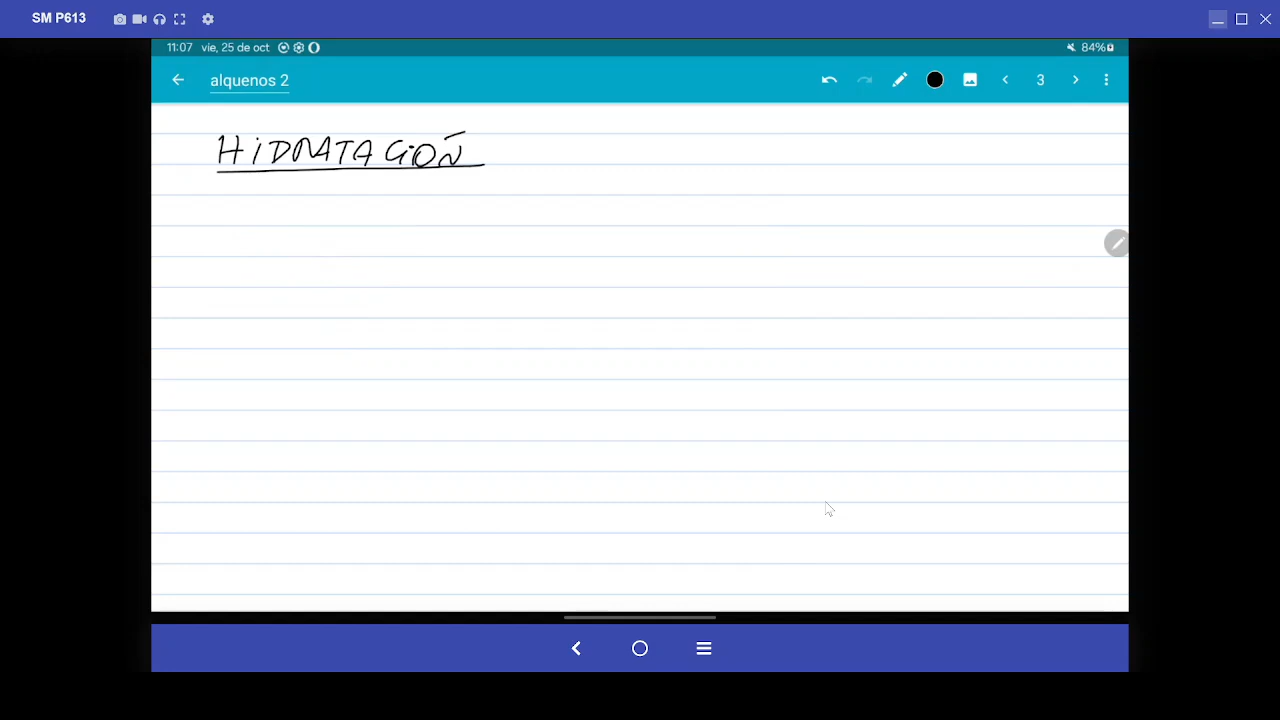 SM P613
11:07 vie, 25 de oct 84%
alquenos 2 3
HIDRATACIÓN